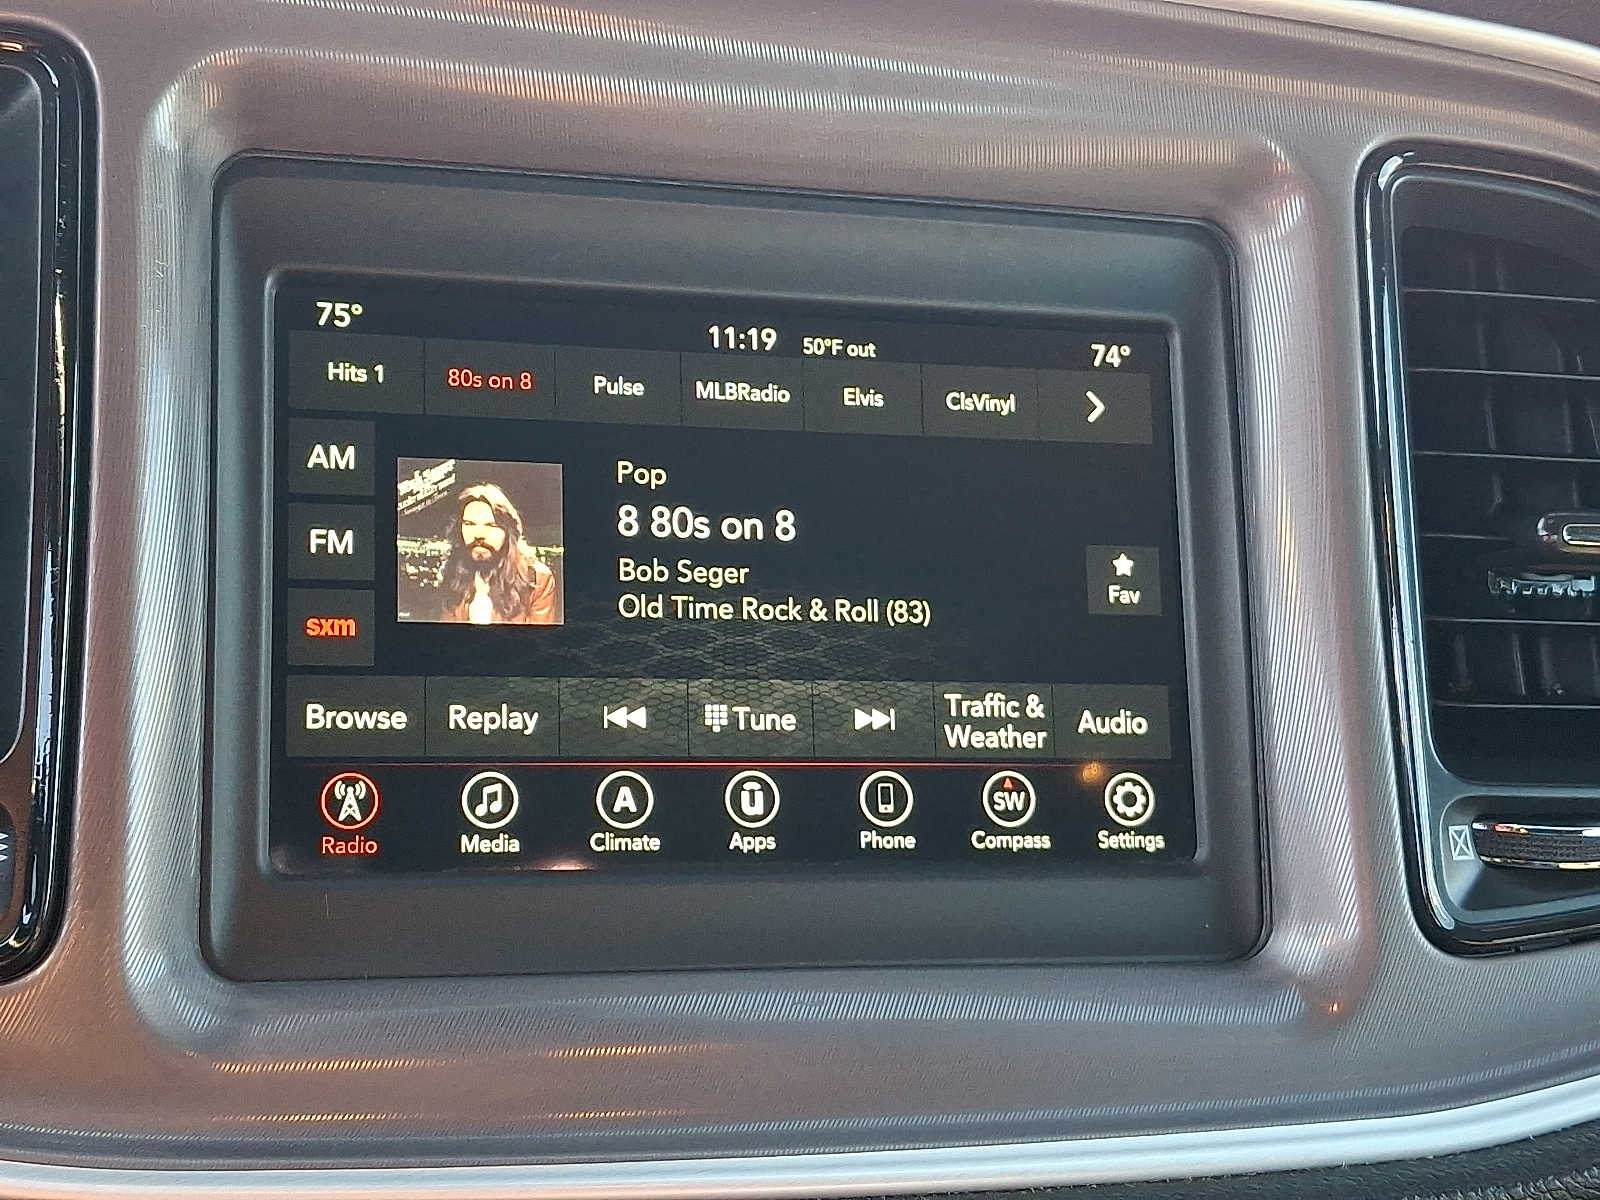 75°
11:19 50°F out
74°
Hits 1
80s on 8
Pulse
MLBRadio
Elvis
ClsVinyl
AM
FM
sxm
Bob Seger
Pop
8 80s on 8
Bob Seger
Old Time Rock & Roll (83)
Fav
Browse
Replay
Tune
Traffic &
Weather
Audio
Radio
Media
A
Climate
ū
Apps
Phone
SW
Compass
Settings